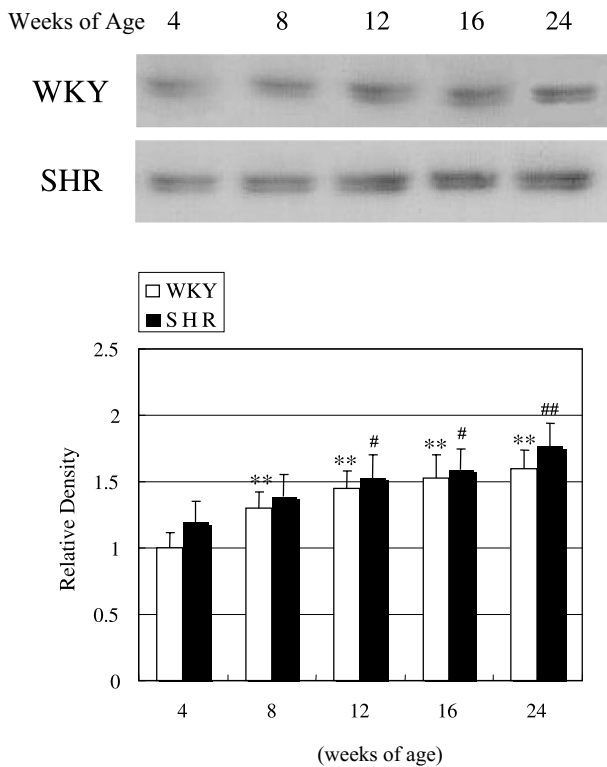 Weeks of Age 4 8 12 16 24
WKY
SHR
WKY
SHR
2.5
2
1.5
1
0.5
0
Relative Density
** ** # ** # ** ##
4 8 12 16 24
(weeks of age)